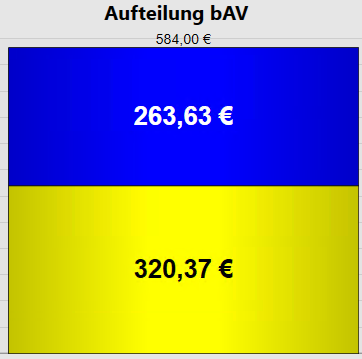 Aufteilung bAV
584,00 €
263,63 €
320,37 €